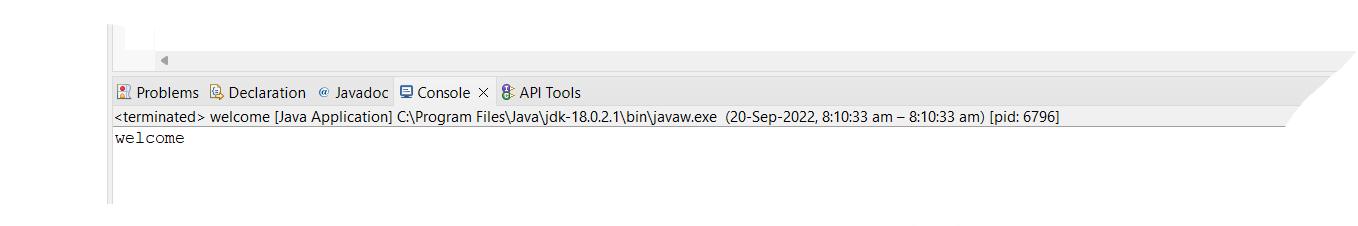 Problems Declaration @ Javadoc Console API Tools
<terminated> welcome [Java Application] C:\Program Files\Java\jdk-18.0.2.1\bin\javaw.exe (20-Sep-2022, 8:10:33 am – 8:10:33 am) [pid: 6796]
welcome